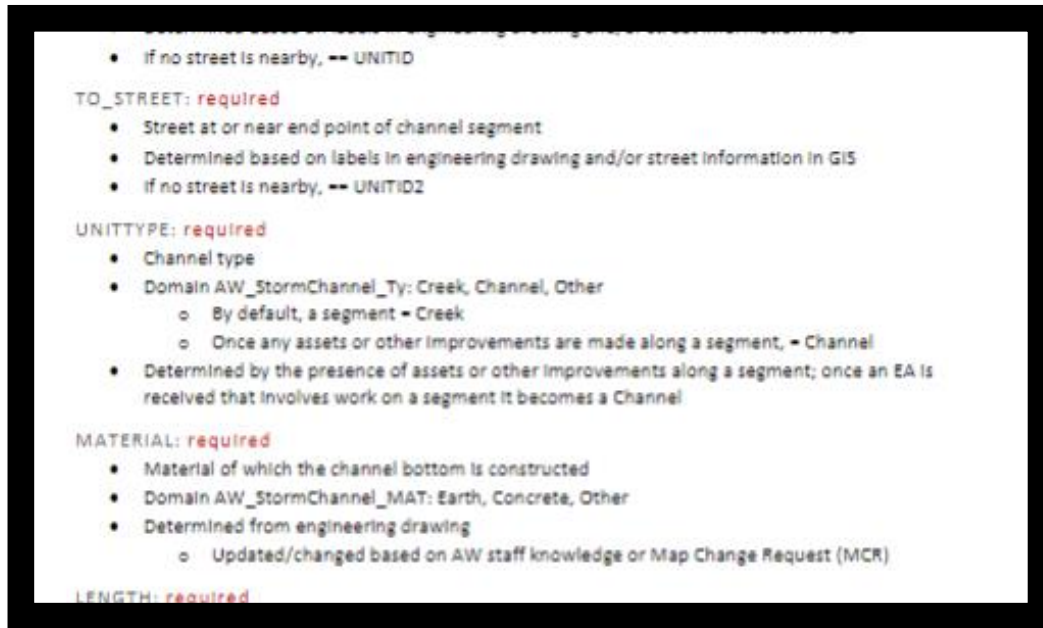 • If no street is nearby, == UNITID
TO_STREET: required
• Street at or near end point of channel segment
• Determined based on labels in engineering drawing and/or street information in GIS
• If no street is nearby, == UNITID2
UNITTYPE: required
• Channel type
• Domain AW_StormChannel_Ty: Creek, Channel, Other
o By default, a segment = Creek
o Once any assets or other improvements are made along a segment, = Channel
• Determined by the presence of assets or other improvements along a segment; once an EA is
received that involves work on a segment it becomes a Channel
MATERIAL: required
• Material of which the channel bottom is constructed
• Domain AW_StormChannel_MAT: Earth, Concrete, Other
• Determined from engineering drawing
o Updated/changed based on AW staff knowledge or Map Change Request (MCR)
LENGTH: required